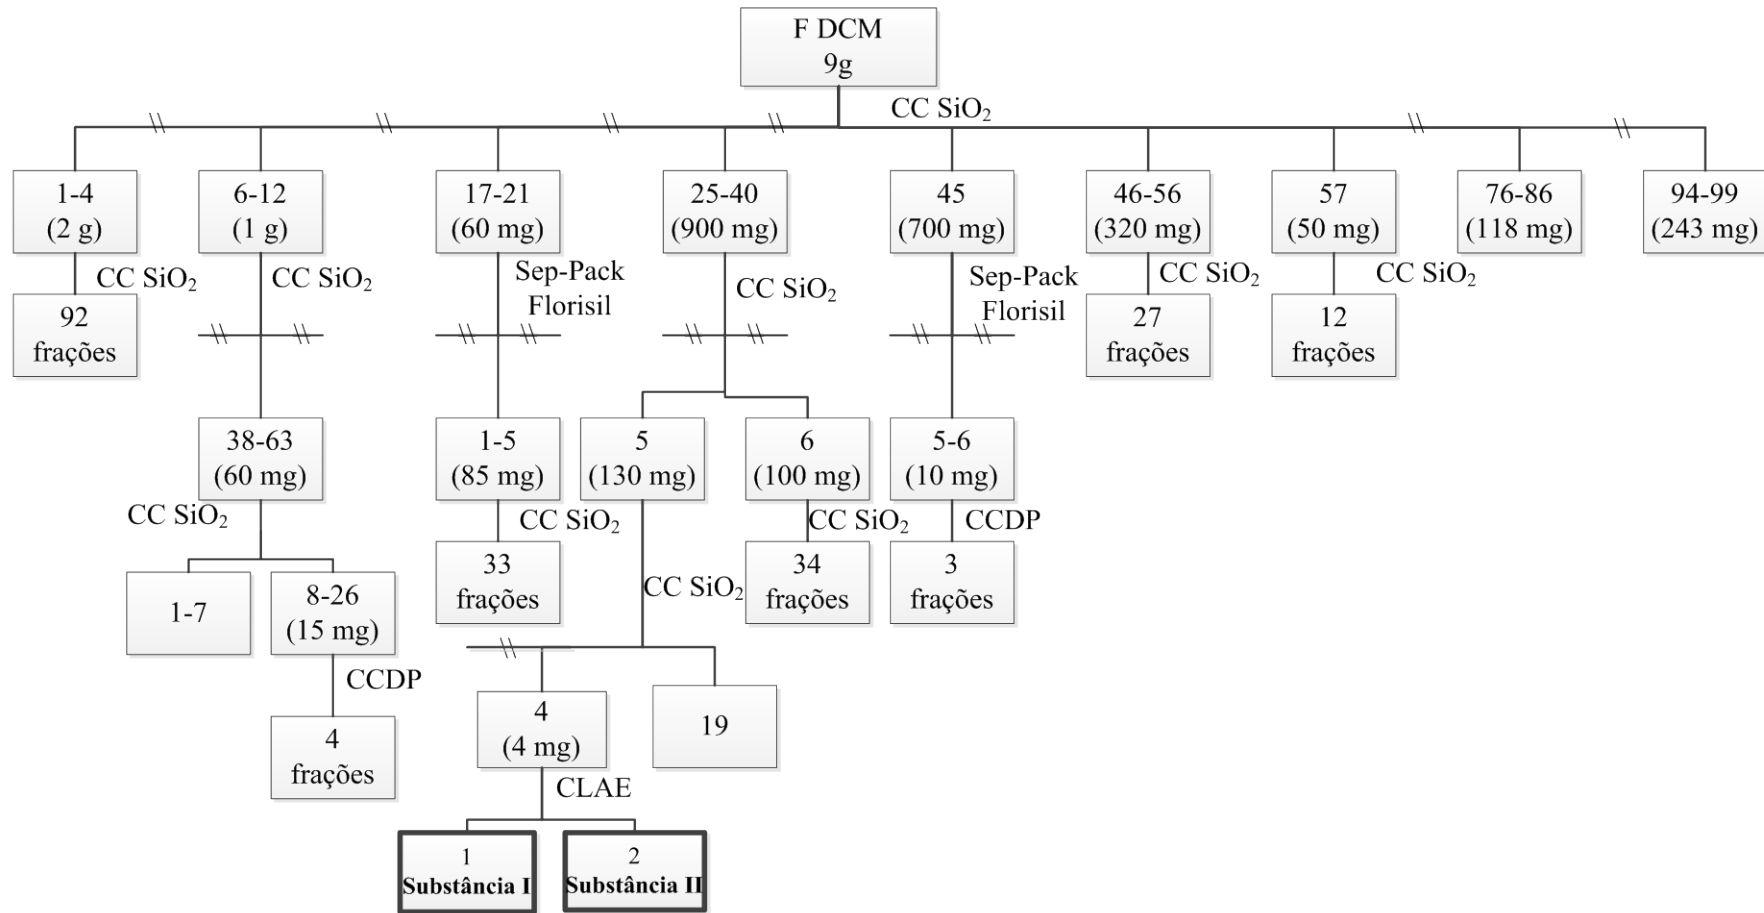 F DCM
9g
CC SiO₂
1-4
(2 g)
6-12
(1 g)
17-21
(60 mg)
25-40
(900 mg)
45
(700 mg)
46-56
(320 mg)
57
(50 mg)
76-86
(118 mg)
94-99
(243 mg)
CC SiO₂
CC SiO₂
Sep-Pack
Florisil
CC SiO₂
Sep-Pack
Florisil
CC SiO₂
CC SiO₂
92
frações
27
frações
12
frações
38-63
(60 mg)
1-5
(85 mg)
5
(130 mg)
6
(100 mg)
5-6
(10 mg)
CC SiO₂
CC SiO₂
CC SiO₂
CC SiO₂
CCDP
33
frações
34
frações
3
frações
1-7
8-26
(15 mg)
CCDP
4
frações
4
(4 mg)
19
CLAE
1
Substância I
2
Substância II